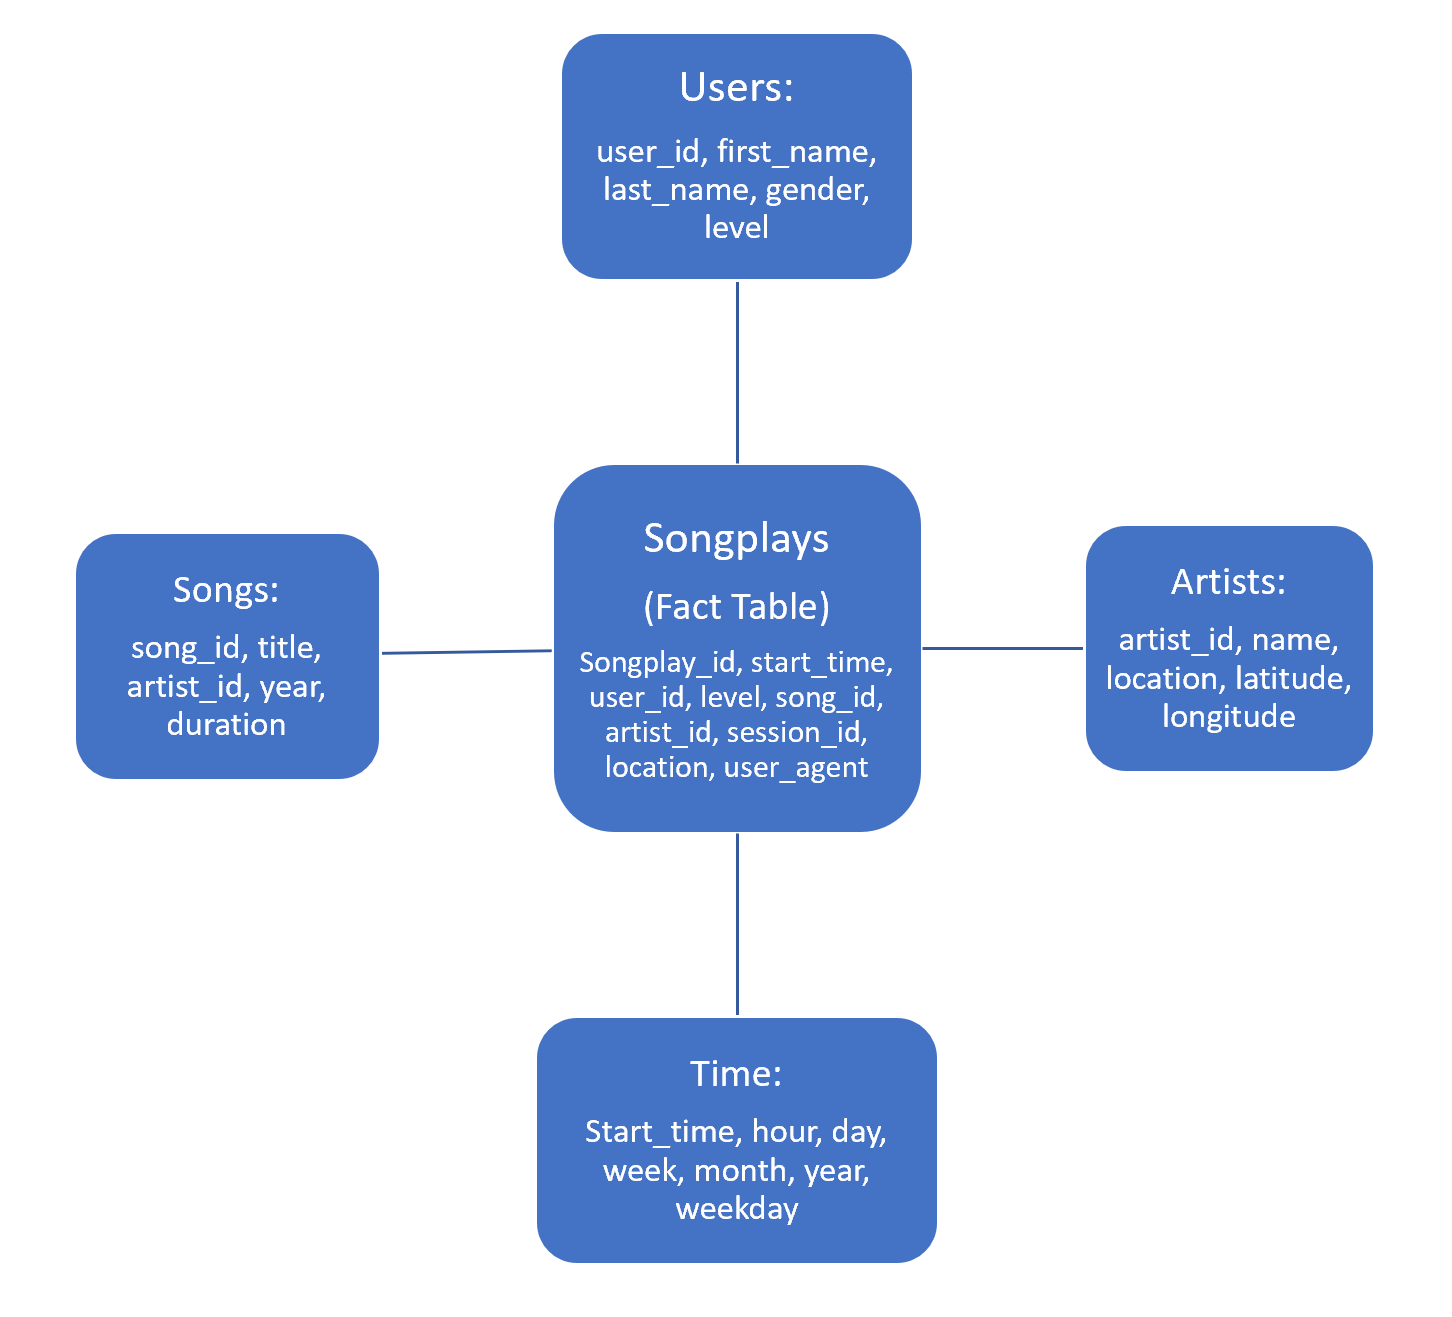 Users:
user_id, first_name,
last_name, gender,
level
Songs:
song_id, title,
artist_id, year,
duration
Songplays
(Fact Table)
Songplay_id, start_time,
user_id, level, song_id,
artist_id, session_id,
location, user_agent
Artists:
artist_id, name,
location, latitude,
longitude
Time:
Start_time, hour, day,
week, month, year,
weekday